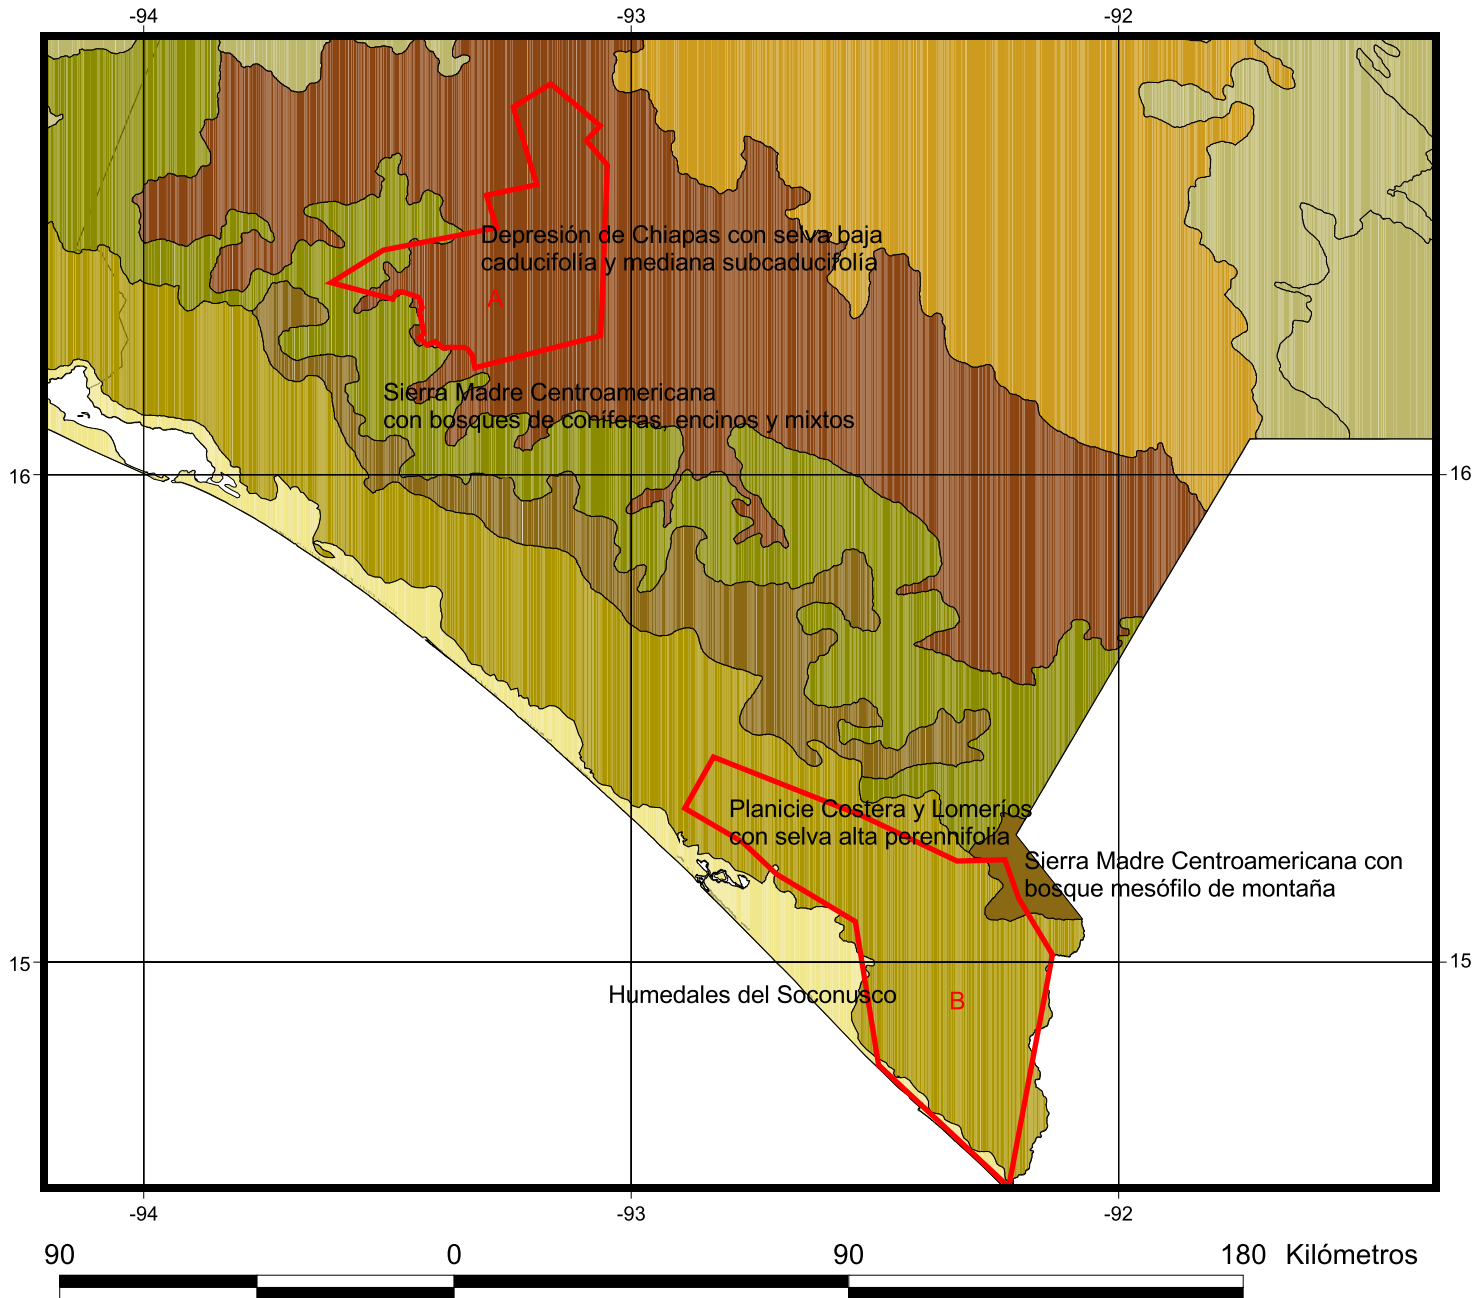 -94 -93 -92
Depresión de Chiapas con selva baja
caducifolía y mediana subcaducifolía
A
Sierra Madre Centroamericana
con bosques de coníferas, encinos y mixtos
16 16
Planicie Costera y Lomeríos
con selva alta perennifolia
Sierra Madre Centroamericana con
bosque mesófilo de montaña
15 15
Humedales del Soconusco
B
-94 -93 -92
90 0 90 180 Kilómetros